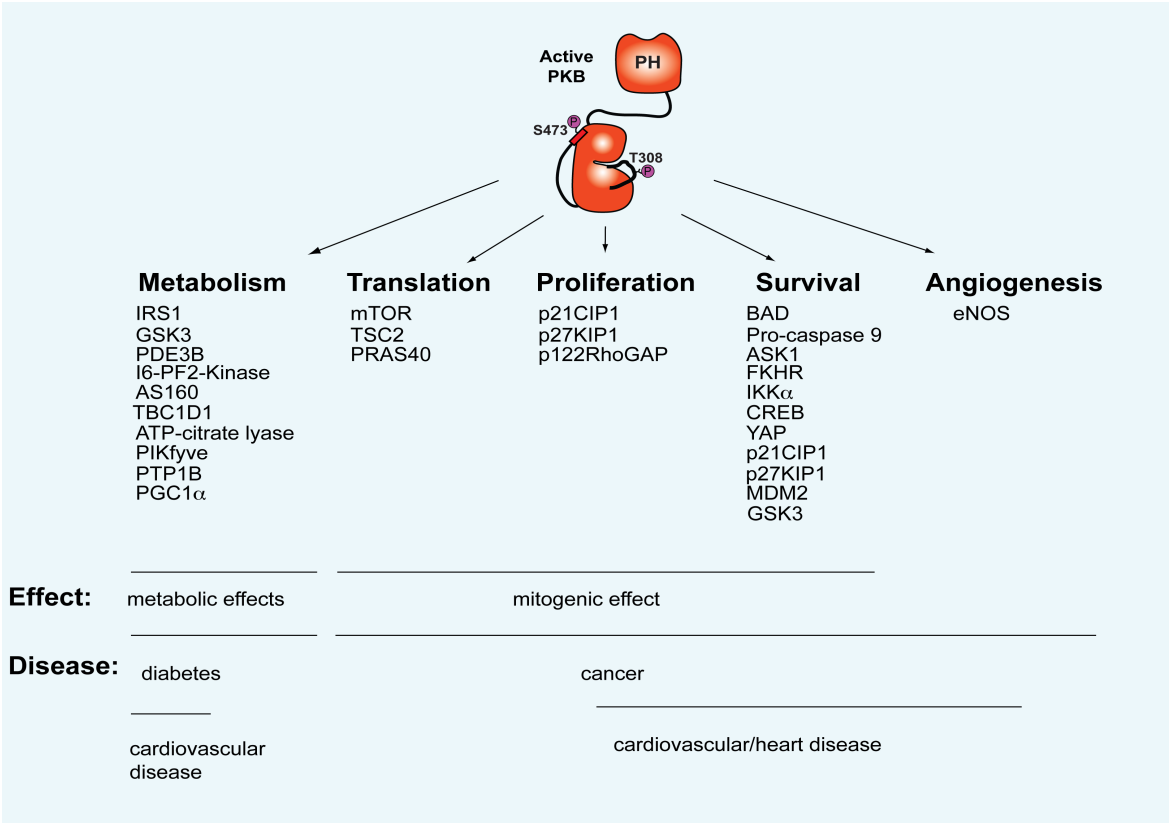 Active
PKB
PH
S473
P
T308
P
Metabolism
IRS1
GSK3
PDE3B
I6-PF2-Kinase
AS160
TBC1D1
ATP-citrate lyase
PIKfyve
PTP1B
PGC1α
Translation
mTOR
TSC2
PRAS40
Proliferation
p21CIP1
p27KIP1
p122RhoGAP
Survival
BAD
Pro-caspase 9
ASK1
FKHR
IKKα
CREB
YAP
p21CIP1
p27KIP1
MDM2
GSK3
Angiogenesis
eNOS
Effect:
metabolic effects
mitogenic effect
Disease:
diabetes
cancer
cardiovascular
disease
cardiovascular/heart disease